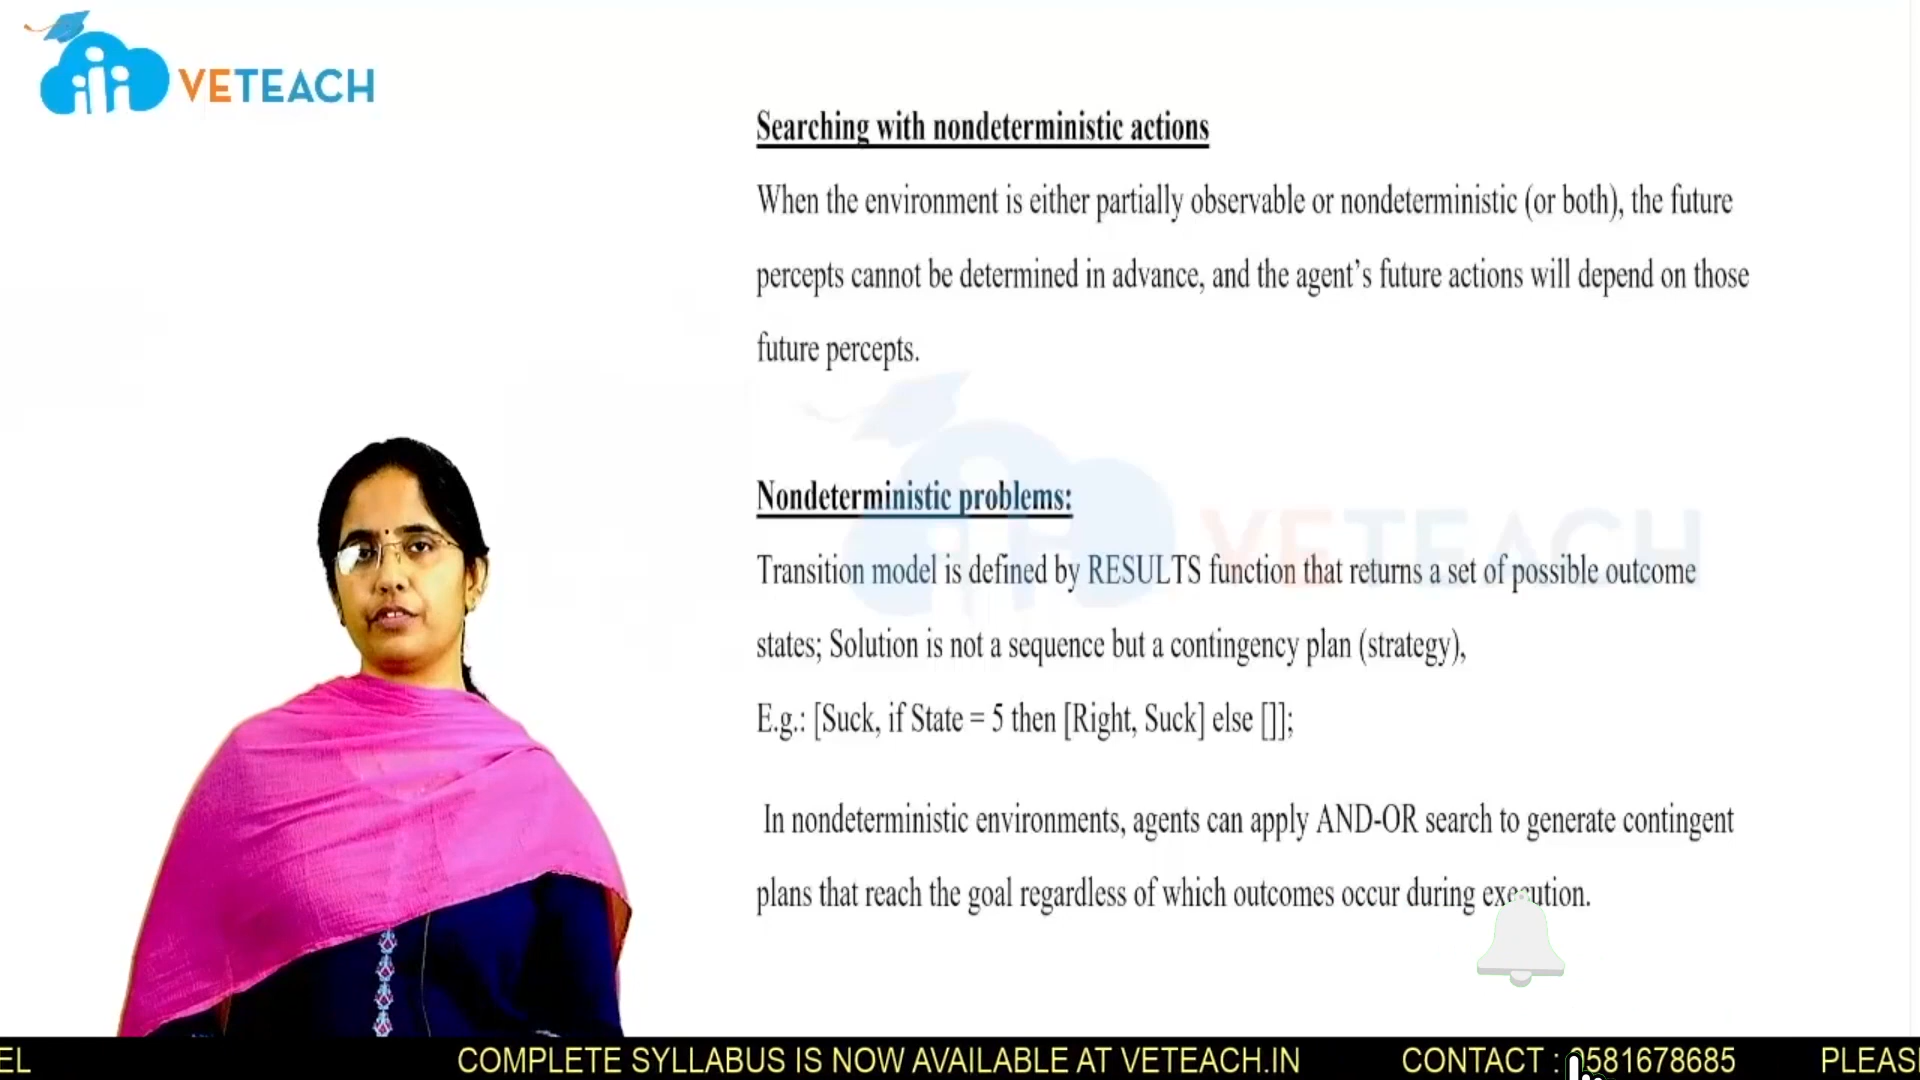 VETEACH
Searching with nondeterministic actions
When the environment is either partially observable or nondeterministic (or both), the future
percepts cannot be determined in advance, and the agent’s future actions will depend on those
future percepts.
Nondeterministic problems:
VETEACH
Transition model is defined by RESULTS function that returns a set of possible outcome
states; Solution is not a sequence but a contingency plan (strategy),
E.g.: [Suck, if State = 5 then [Right, Suck] else []];
In nondeterministic environments, agents can apply AND-OR search to generate contingent
plans that reach the goal regardless of which outcomes occur during execution.
EL COMPLETE SYLLABUS IS NOW AVAILABLE AT VETEACH.IN CONTACT : 9581678685 PLEAS